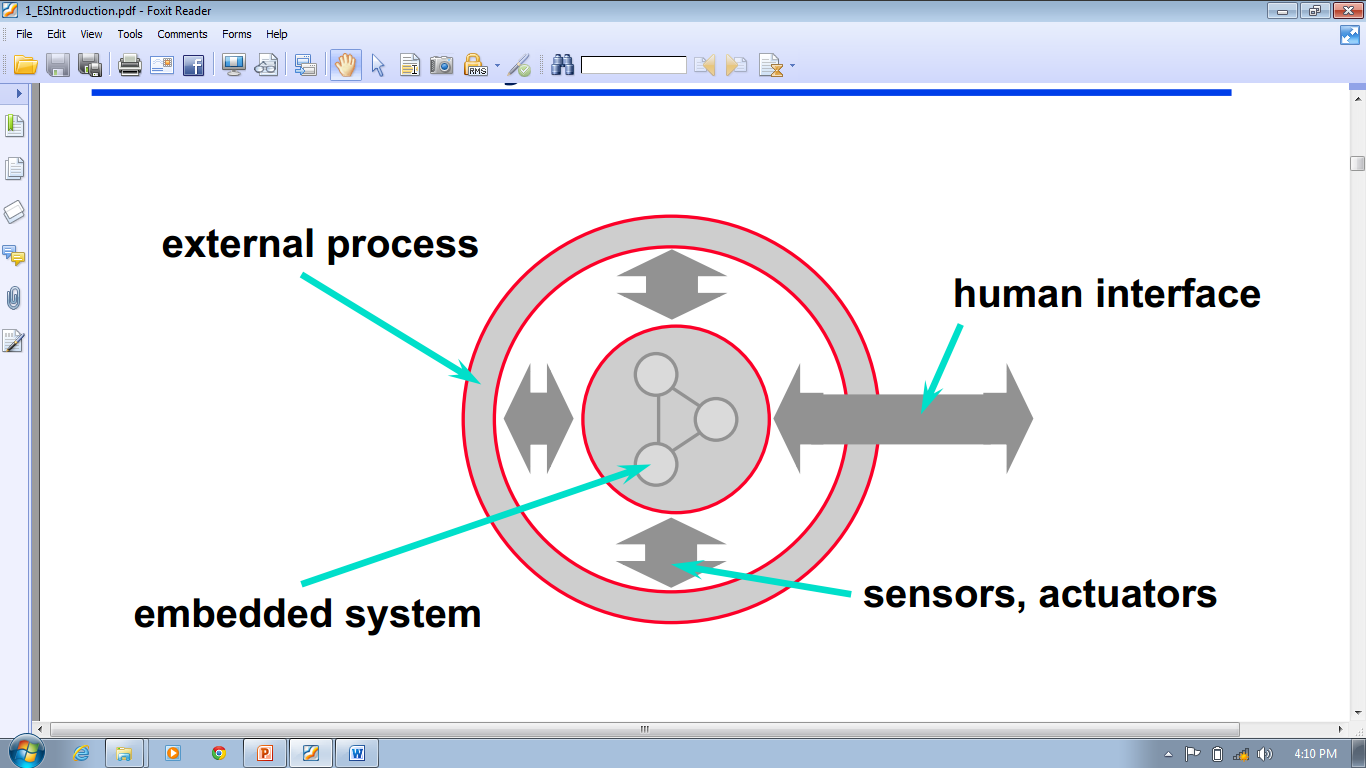 1_ESIntroduction.pdf - Foxit Reader
File Edit View Tools Comments Forms Help
RMS
external process
human interface
embedded system
sensors, actuators
4:10 PM